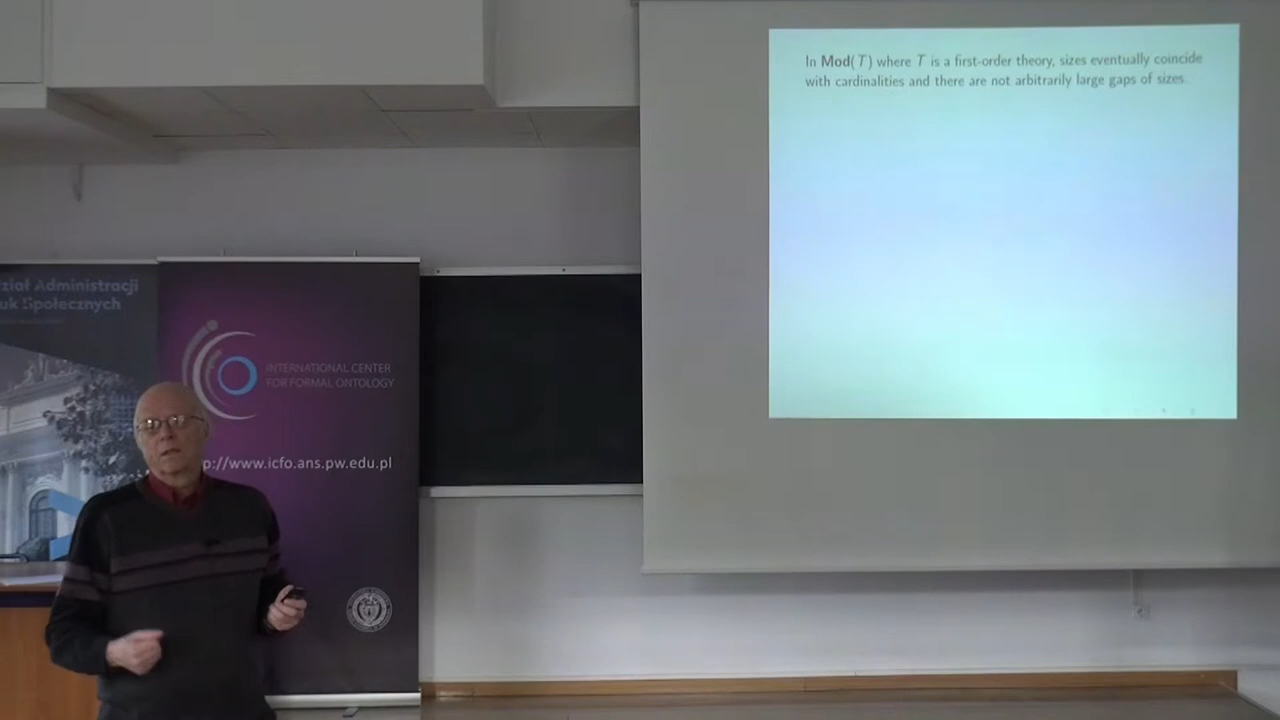 In Mod(T) where T is a first-order theory, sizes eventually coincide
with cardinalities and there are not arbitrarily large gaps of sizes.
ział Administracji
uk Społecznych
INTERNATIONAL CENTER
FOR FORMAL ONTOLOGY
p://www.icfo.ans.pw.edu.pl